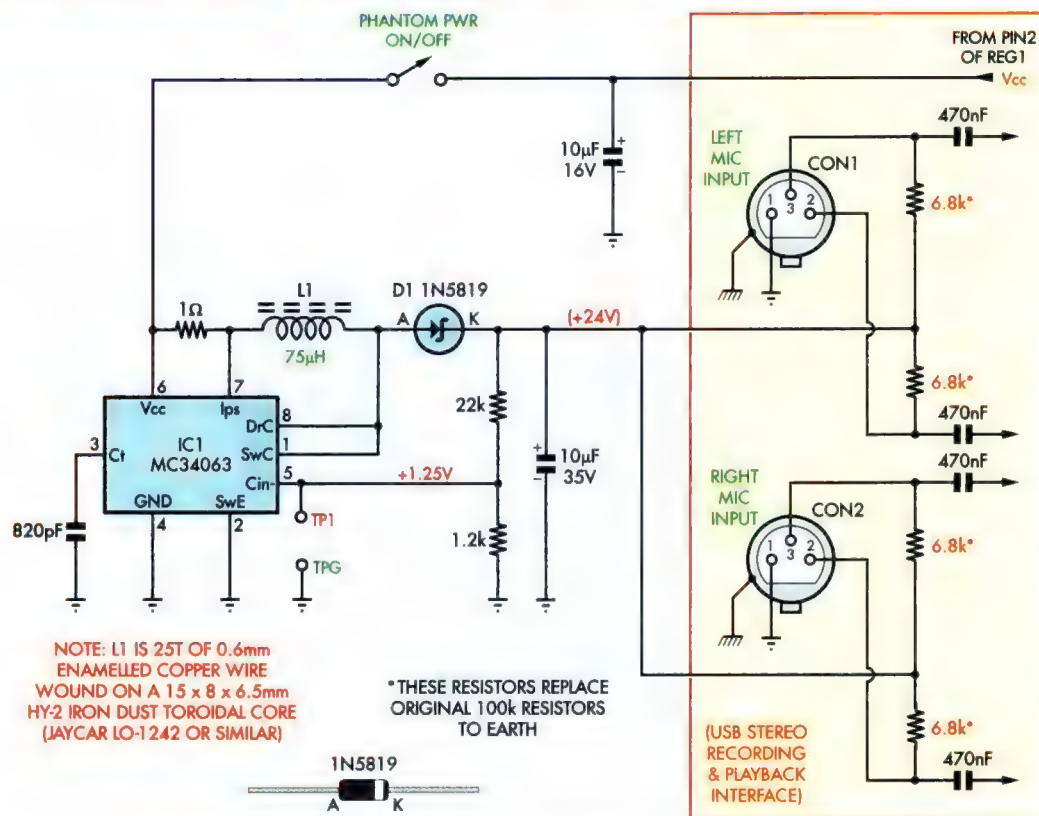 PHANTOM PWR
ON/OFF
FROM PIN2
OF REG1
Vcc
470nF
10µF
16V
+
−
LEFT
MIC
INPUT
CON1
1
3
2
6.8k*
1Ω
L1
75µH
D1 1N5819
A
K
(+24V)
6.8k*
470nF
6
7
Vcc
Ips
8
DrC
3
Ct
IC1
MC34063
SwC
1
Cin-
5
+1.25V
GND
SwE
4
2
820pF
TP1
TPG
22k
1.2k
+
10µF
35V
−
470nF
RIGHT
MIC
INPUT
CON2
1
3
2
6.8k*
6.8k*
470nF
NOTE: L1 IS 25T OF 0.6mm
ENAMELLED COPPER WIRE
WOUND ON A 15 x 8 x 6.5mm
HY-2 IRON DUST TOROIDAL CORE
(JAYCAR LO-1242 OR SIMILAR)
*THESE RESISTORS REPLACE
ORIGINAL 100k RESISTORS
TO EARTH
(USB STEREO
RECORDING
& PLAYBACK
INTERFACE)
1N5819
A
K